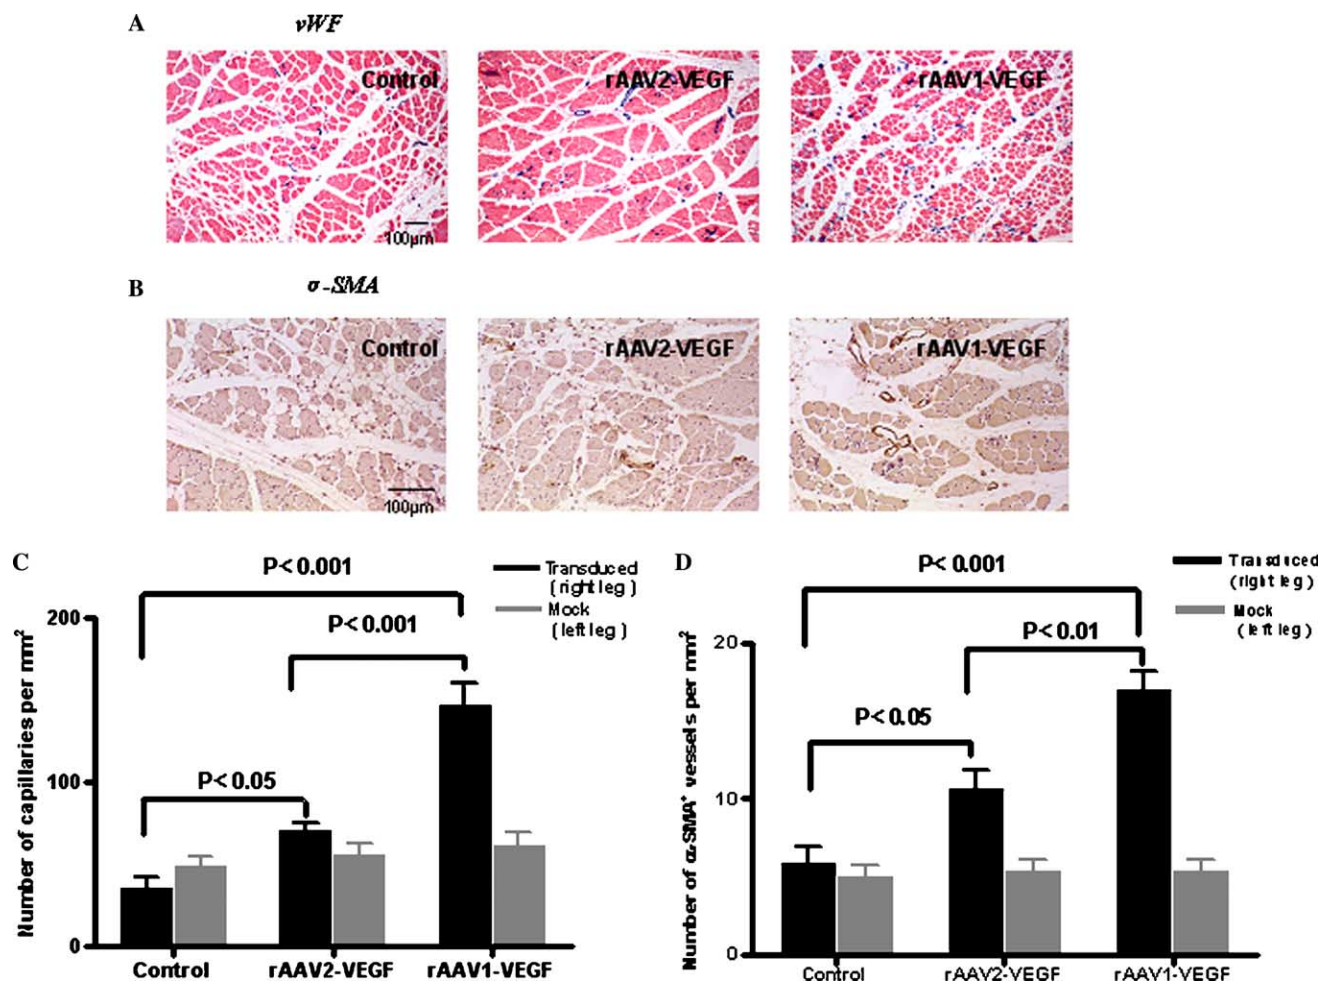 A
vWF
Control
rAAV2-VEGF
rAAV1-VEGF
100μm
B
σ-SMA
Control
rAAV2-VEGF
rAAV1-VEGF
100μm
C
P<0.001
P<0.001
P<0.05
Transduced
(right leg)
Mock
(left leg)
Number of capillaries per mm²
200
100
0
Control
rAAV2-VEGF
rAAV1-VEGF
D
P<0.001
P<0.01
P<0.05
Transduced
(right leg)
Mock
(left leg)
Number of α-SMA⁺ vessels per mm²
20
10
0
Control
rAAV2-VEGF
rAAV1-VEGF